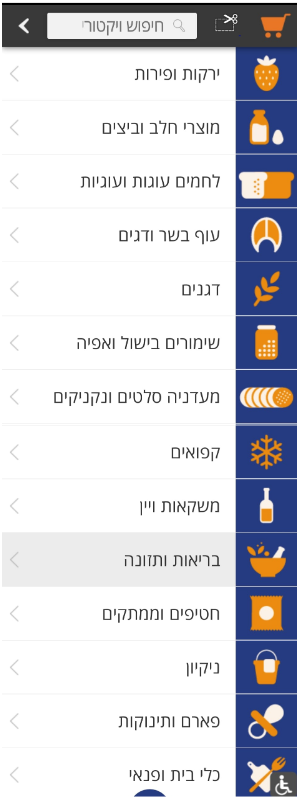 חיפוש ויקטורי
ירקות ופירות
מוצרי חלב וביצים
לחמים עוגות ועוגיות
עוף בשר ודגים
דגנים
שימורים בישול ואפיה
מעדניה סלטים ונקניקים
קפואים
משקאות ויין
בריאות ותזונה
חטיפים וממתקים
ניקיון
פארם ותינוקות
כלי בית ופנאי